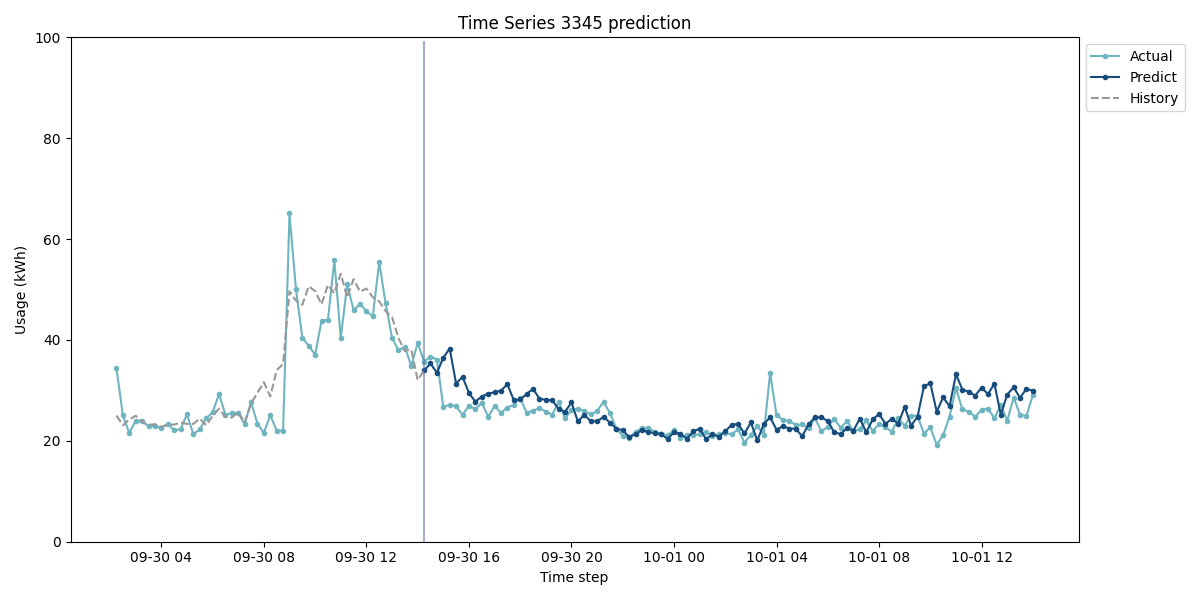 Time Series 3345 prediction
100
80
60
40
20
0
Usage (kWh)
09-30 04
09-30 08
09-30 12
09-30 16
09-30 20
10-01 00
10-01 04
10-01 08
10-01 12
Time step
Actual
Predict
History